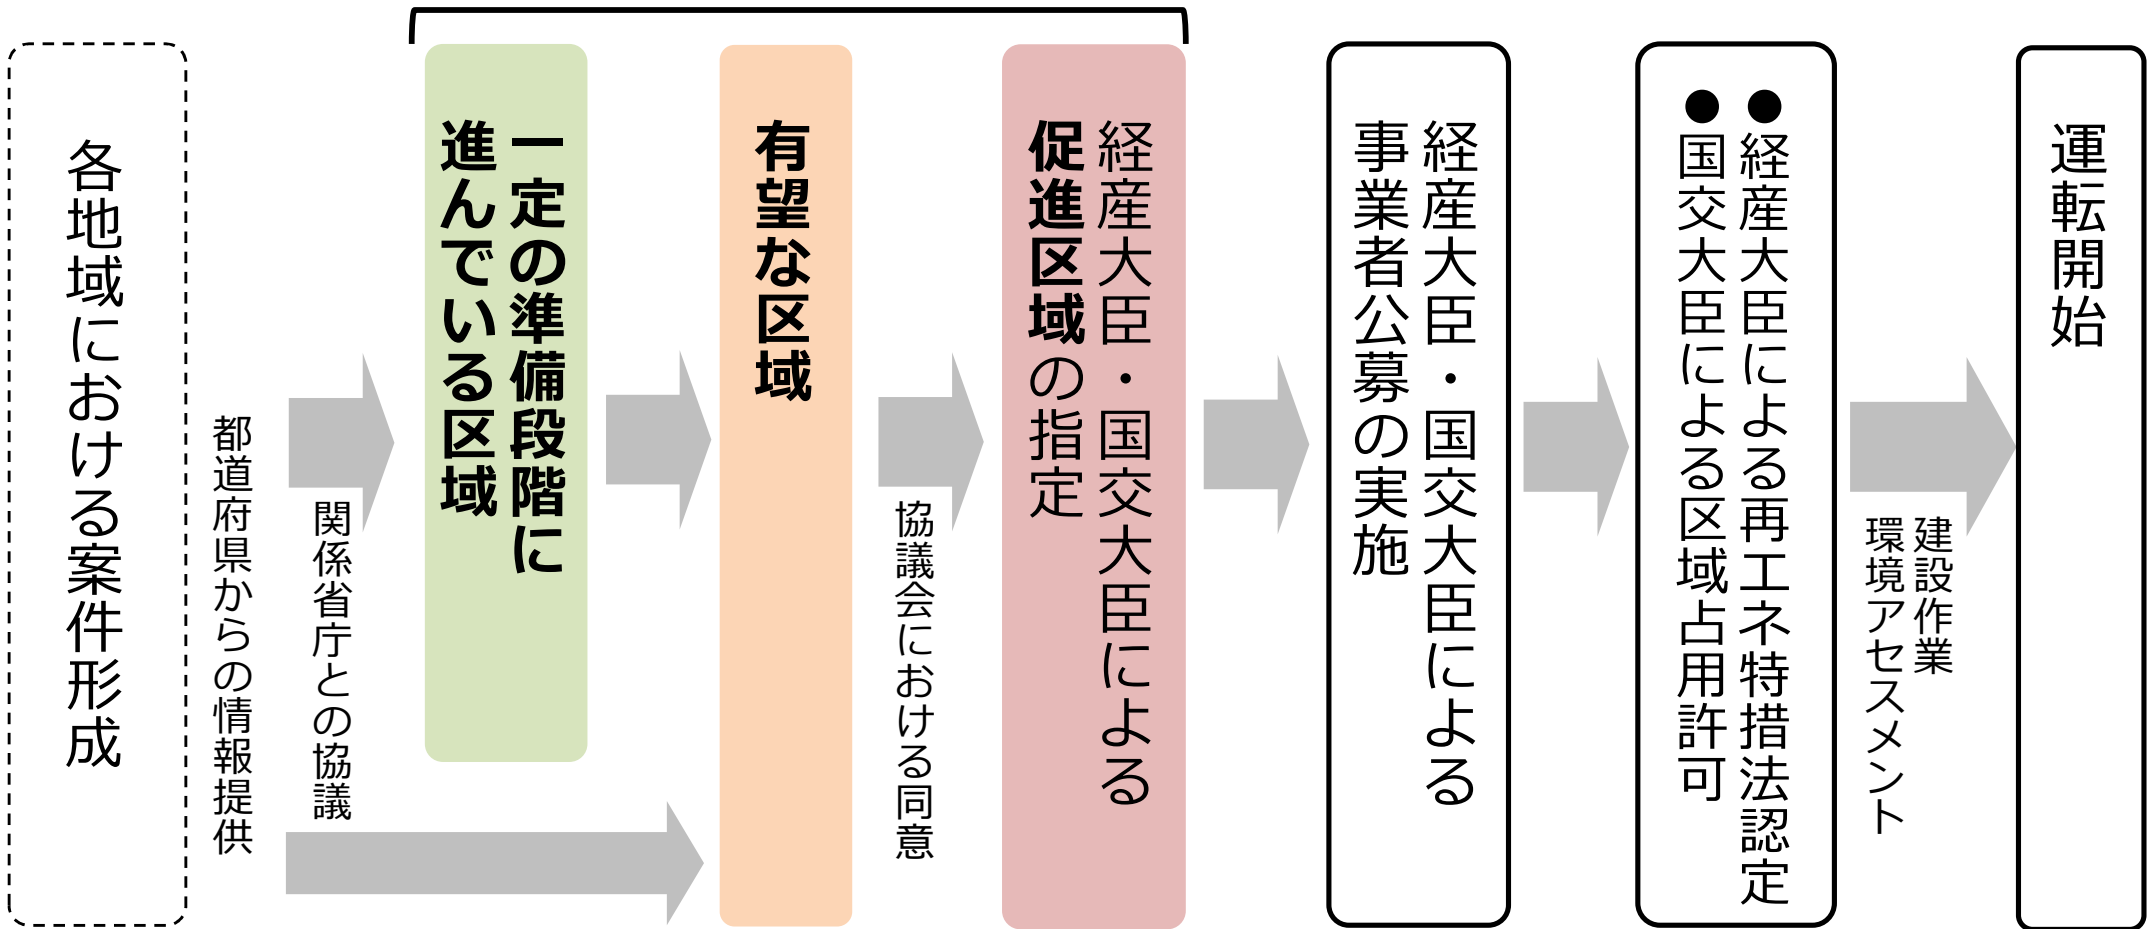 各地域における案件形成
都道府県からの情報提供
関係省庁との協議
一定の準備段階に
進んでいる区域
有望な区域
協議会における同意
経産大臣・国交大臣による
促進区域の指定
経産大臣・国交大臣による
事業者公募の実施
●経産大臣による再エネ特措法認定
●国交大臣による区域占用許可
建設作業
環境アセスメント
運転開始